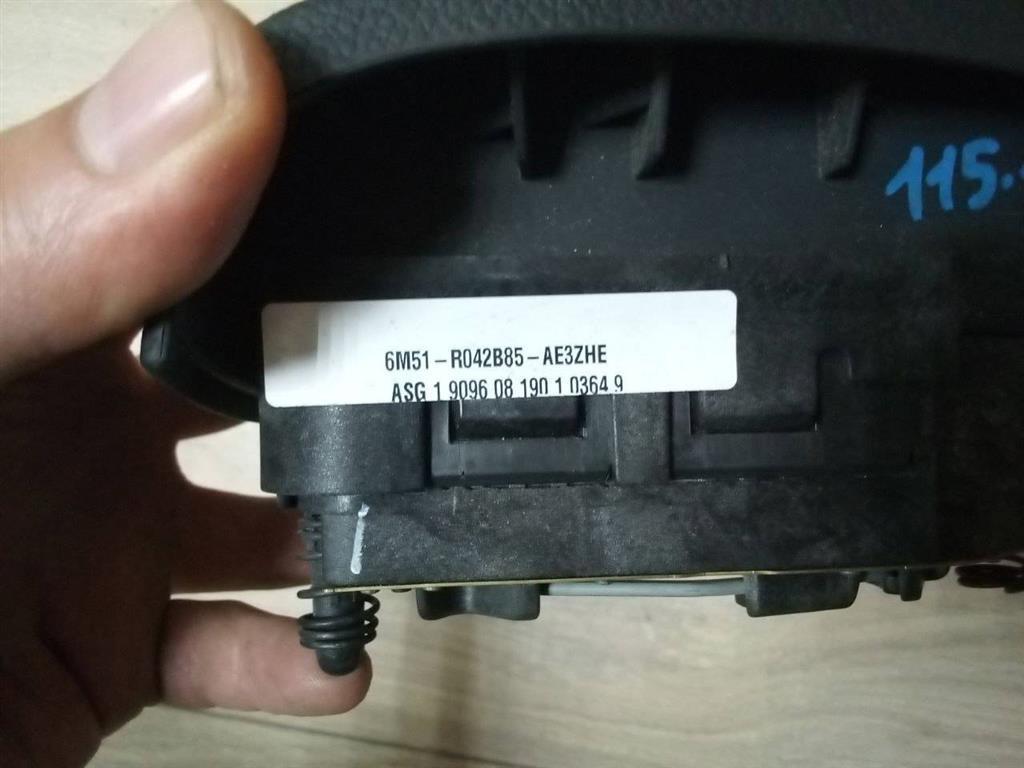 115.
6M51-R042B85-AE3ZHE
ASG 1 9096 08 190 1 0364 9